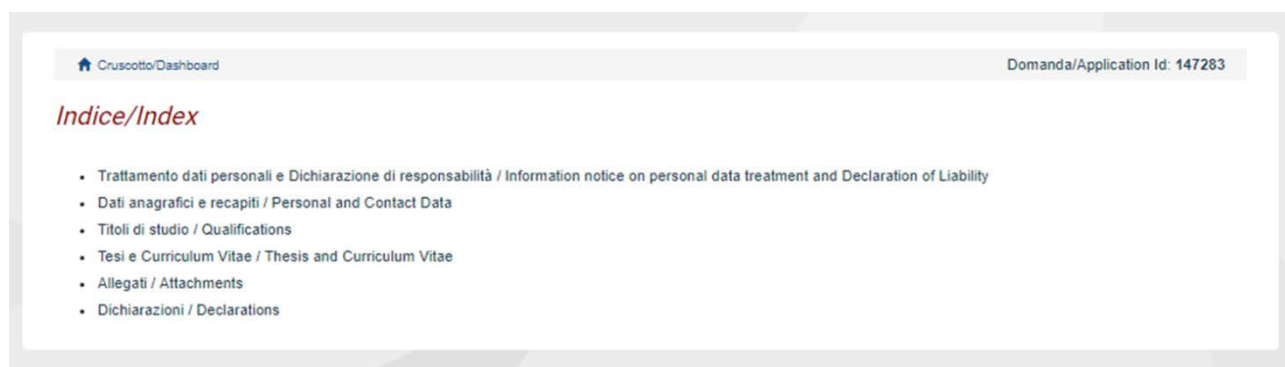 Cruscotto/Dashboard Domanda/Application Id: 147283
Indice/Index
• Trattamento dati personali e Dichiarazione di responsabilità / Information notice on personal data treatment and Declaration of Liability
• Dati anagrafici e recapiti / Personal and Contact Data
• Titoli di studio / Qualifications
• Tesi e Curriculum Vitae / Thesis and Curriculum Vitae
• Allegati / Attachments
• Dichiarazioni / Declarations